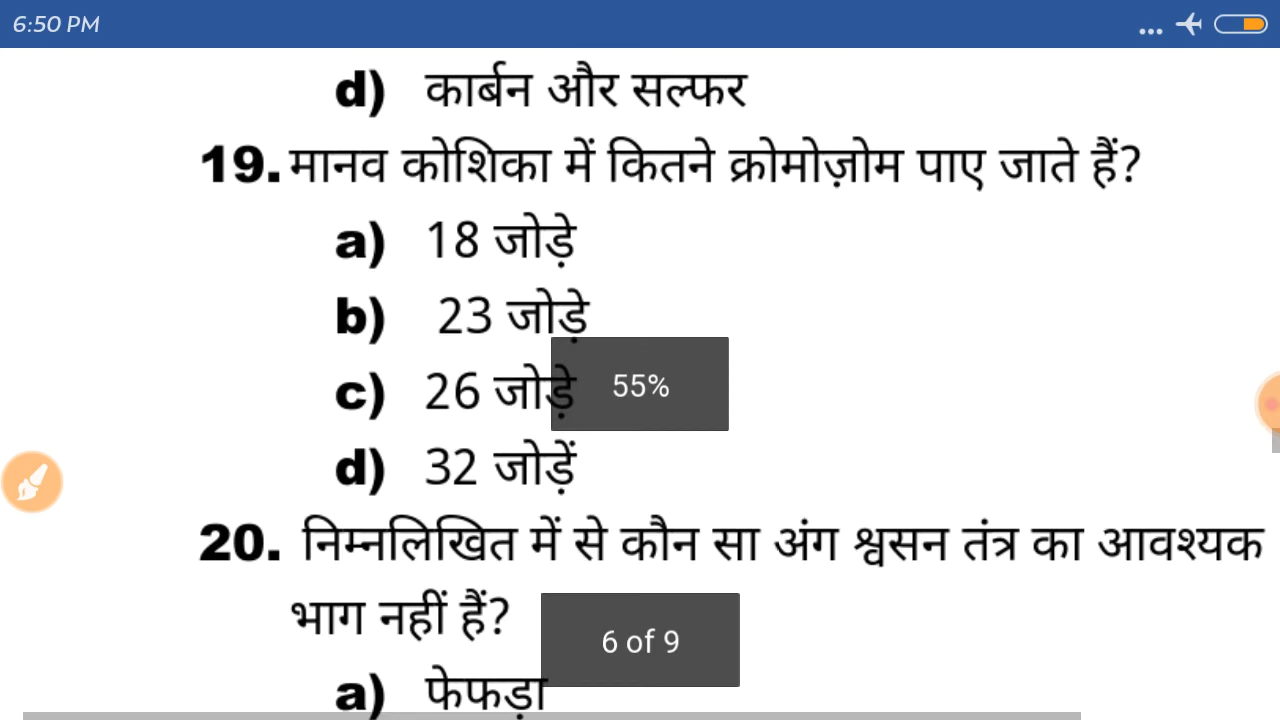 6:50 PM
d) कार्बन और सल्फर
19. मानव कोशिका में कितने क्रोमोज़ोम पाए जाते हैं?
a) 18 जोड़े
b) 23 जोड़े
c) 26 जोड़े
55%
d) 32 जोड़ें
20. निम्नलिखित में से कौन सा अंग श्वसन तंत्र का आवश्यक
भाग नहीं हैं?
6 of 9
a) फेफड़ा